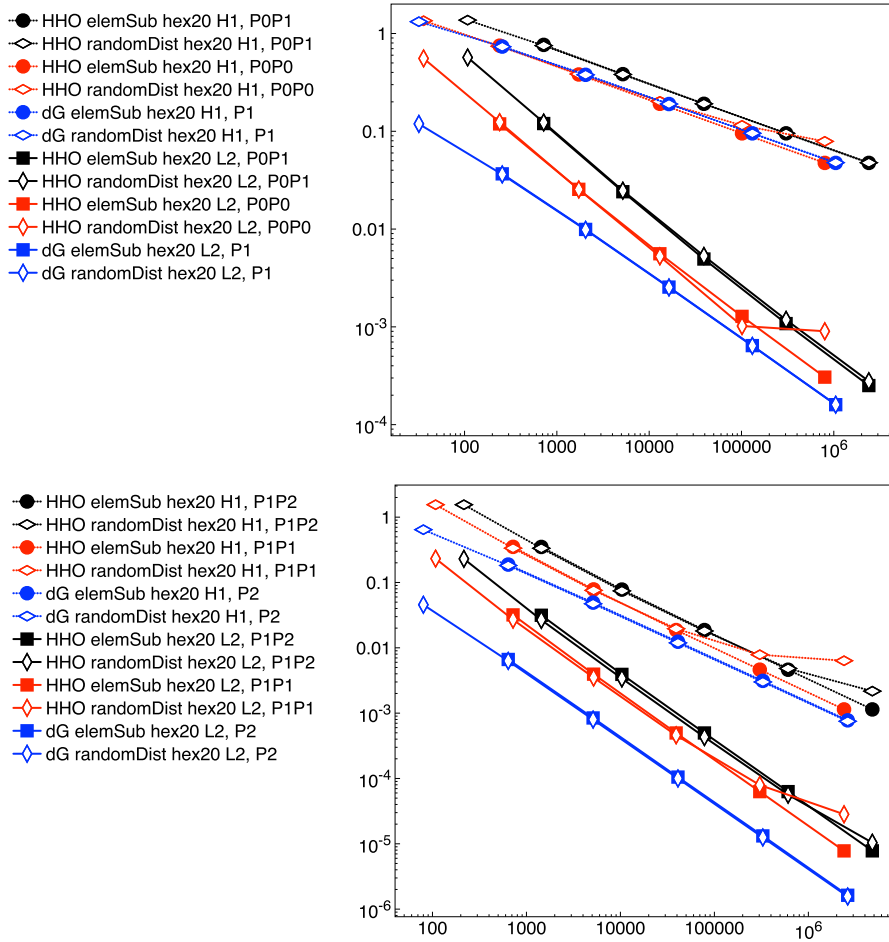 HHO elemSub hex20 H1, P0P1
HHO randomDist hex20 H1, P0P1
HHO elemSub hex20 H1, P0P0
HHO randomDist hex20 H1, P0P0
dG elemSub hex20 H1, P1
dG randomDist hex20 H1, P1
HHO elemSub hex20 L2, P0P1
HHO randomDist hex20 L2, P0P1
HHO elemSub hex20 L2, P0P0
HHO randomDist hex20 L2, P0P0
dG elemSub hex20 L2, P1
dG randomDist hex20 L2, P1
1
0.1
0.01
10^-3
10^-4
100 1000 10000 100000 10^6
HHO elemSub hex20 H1, P1P2
HHO randomDist hex20 H1, P1P2
HHO elemSub hex20 H1, P1P1
HHO randomDist hex20 H1, P1P1
dG elemSub hex20 H1, P2
dG randomDist hex20 H1, P2
HHO elemSub hex20 L2, P1P2
HHO randomDist hex20 L2, P1P2
HHO elemSub hex20 L2, P1P1
HHO randomDist hex20 L2, P1P1
dG elemSub hex20 L2, P2
dG randomDist hex20 L2, P2
1
0.1
0.01
10^-3
10^-4
10^-5
10^-6
100 1000 10000 100000 10^6